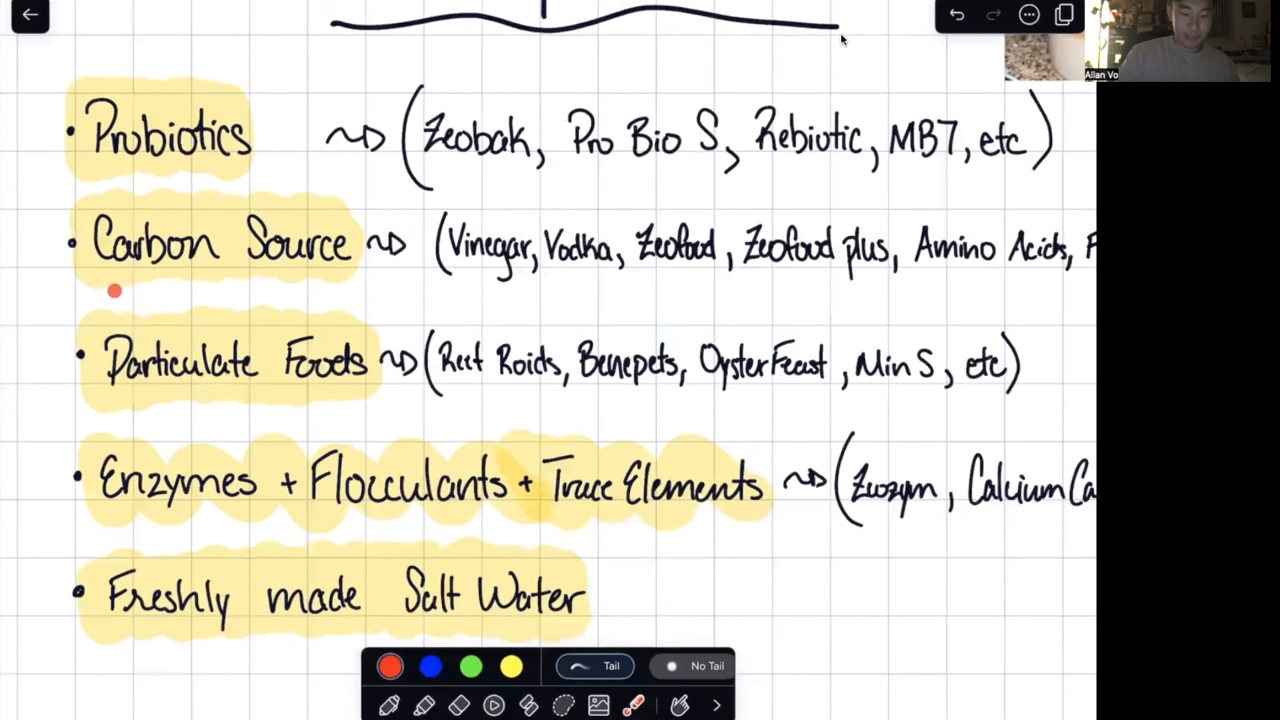 Allan Vo
• Probiotics ~> (Zeobak, Pro Bio S, Rebiotic, MB7, etc)
• Carbon Source ~> (Vinegar, Vodka, Zeofood, Zeofood plus, Amino Acids,
• Particulate Foods ~> (Reef Roids, Benepets, OysterFeast, Min S, etc)
• Enzymes + Flocculants + Trace Elements ~> (Zeozym, Calcium Ca
• Freshly made Salt Water
Tail No Tail